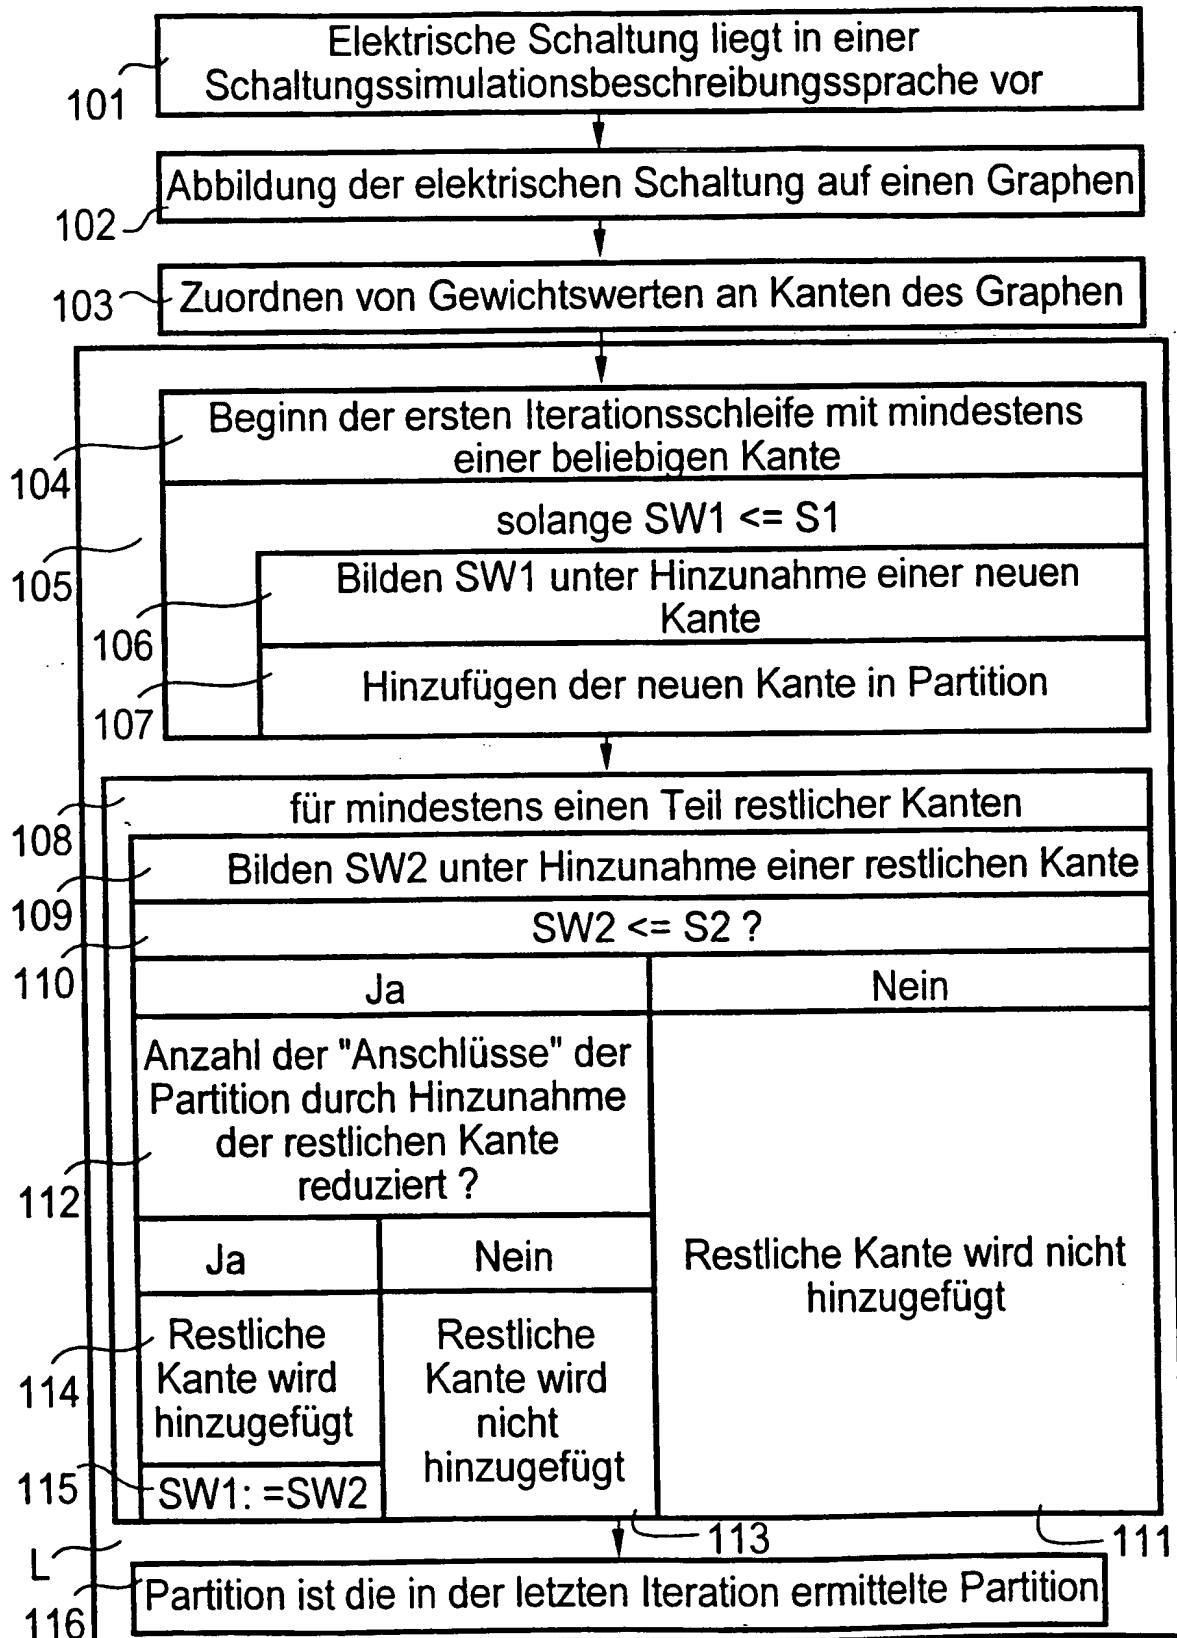 Elektrische Schaltung liegt in einer
Schaltungssimulationsbeschreibungssprache vor
101
Abbildung der elektrischen Schaltung auf einen Graphen
102
103
Zuordnen von Gewichtswerten an Kanten des Graphen
Beginn der ersten Iterationsschleife mit mindestens
einer beliebigen Kante
104
solange SW1 <= S1
105
Bilden SW1 unter Hinzunahme einer neuen
Kante
106
Hinzufügen der neuen Kante in Partition
107
für mindestens einen Teil restlicher Kanten
108
Bilden SW2 unter Hinzunahme einer restlichen Kante
109
SW2 <= S2 ?
110
Ja
Nein
Anzahl der "Anschlüsse" der
Partition durch Hinzunahme
der restlichen Kante
reduziert ?
112
Ja
Nein
Restliche Kante wird nicht
hinzugefügt
Restliche
Kante wird
hinzugefügt
114
Restliche
Kante wird
nicht
hinzugefügt
115
SW1: =SW2
113
111
L
Partition ist die in der letzten Iteration ermittelte Partition
116